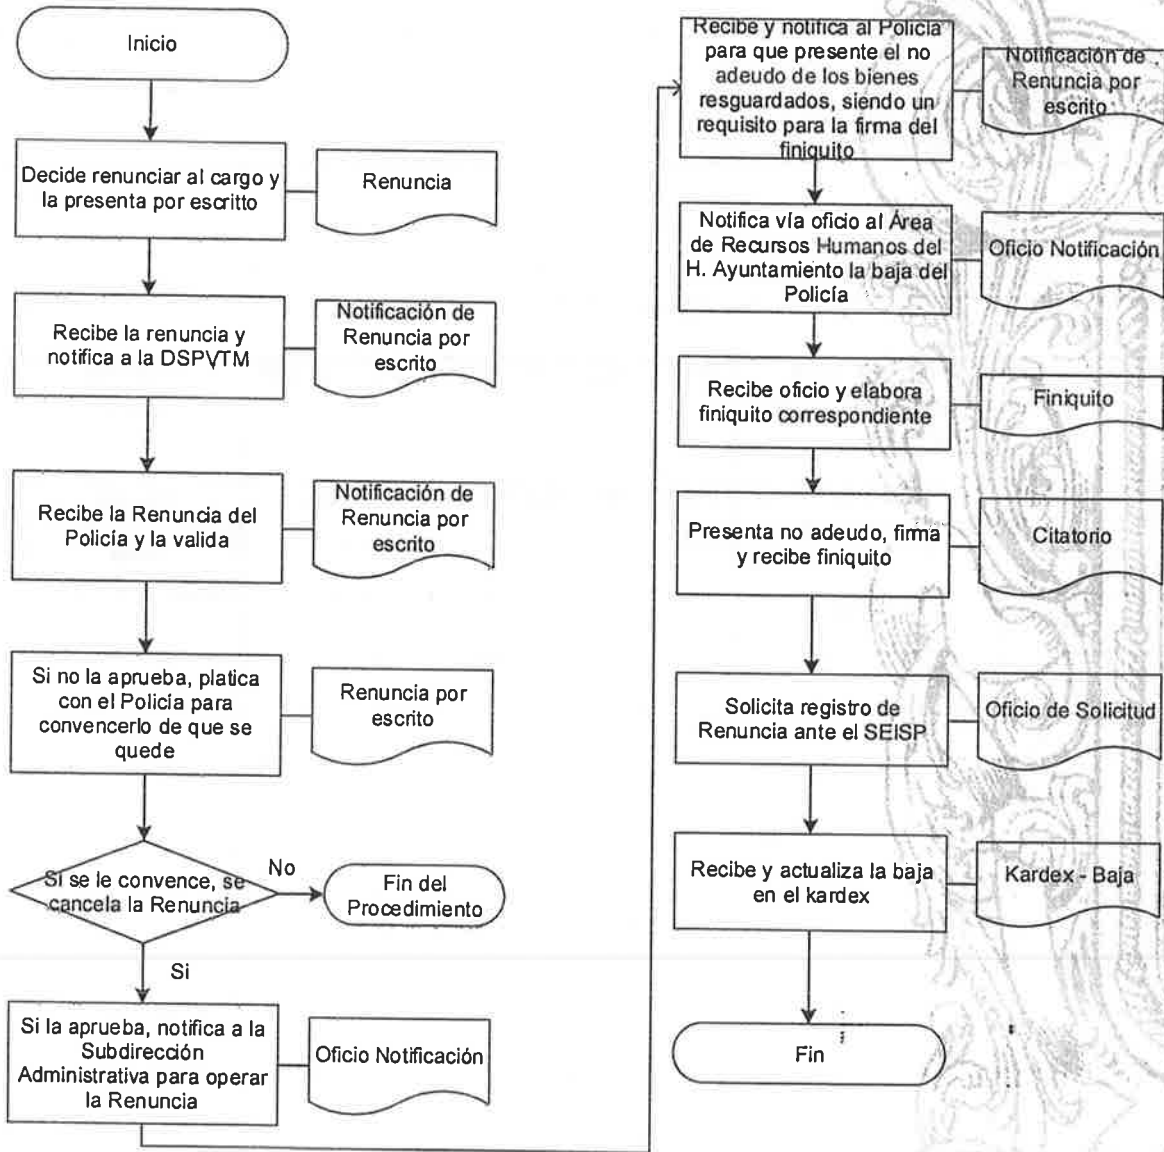 Inicio
Decide renunciar al cargo y
la presenta por escritto
Renuncia
Recibe la renuncia y
notifica a la DSPVTM
Notificación de
Renuncia por
escrito
Recibe la Renuncia del
Policía y la valida
Notificación de
Renuncia por
escrito
Si no la aprueba, platica
con el Policía para
convencerlo de que se
quede
Renuncia por
escrito
Si se le convence, se
cancela la Renuncia
No
Fin del
Procedimiento
Si
Si la aprueba, notifica a la
Subdirección
Administrativa para operar
la Renuncia
Oficio Notificación
Recibe y notifica al Policía
para que presente el no
adeudo de los bienes
resguardados, siendo un
requisito para la firma del
finiquito
Notificación de
Renuncia por
escrito
Notifica vía oficio al Área
de Recursos Humanos del
H. Ayuntamiento la baja del
Policía
Oficio Notificación
Recibe oficio y elabora
finiquito correspondiente
Finiquito
Presenta no adeudo, firma
y recibe finiquito
Citatorio
Solicita registro de
Renuncia ante el SEISP
Oficio de Solicitud
Recibe y actualiza la baja
en el kardex
Kardex - Baja
Fin